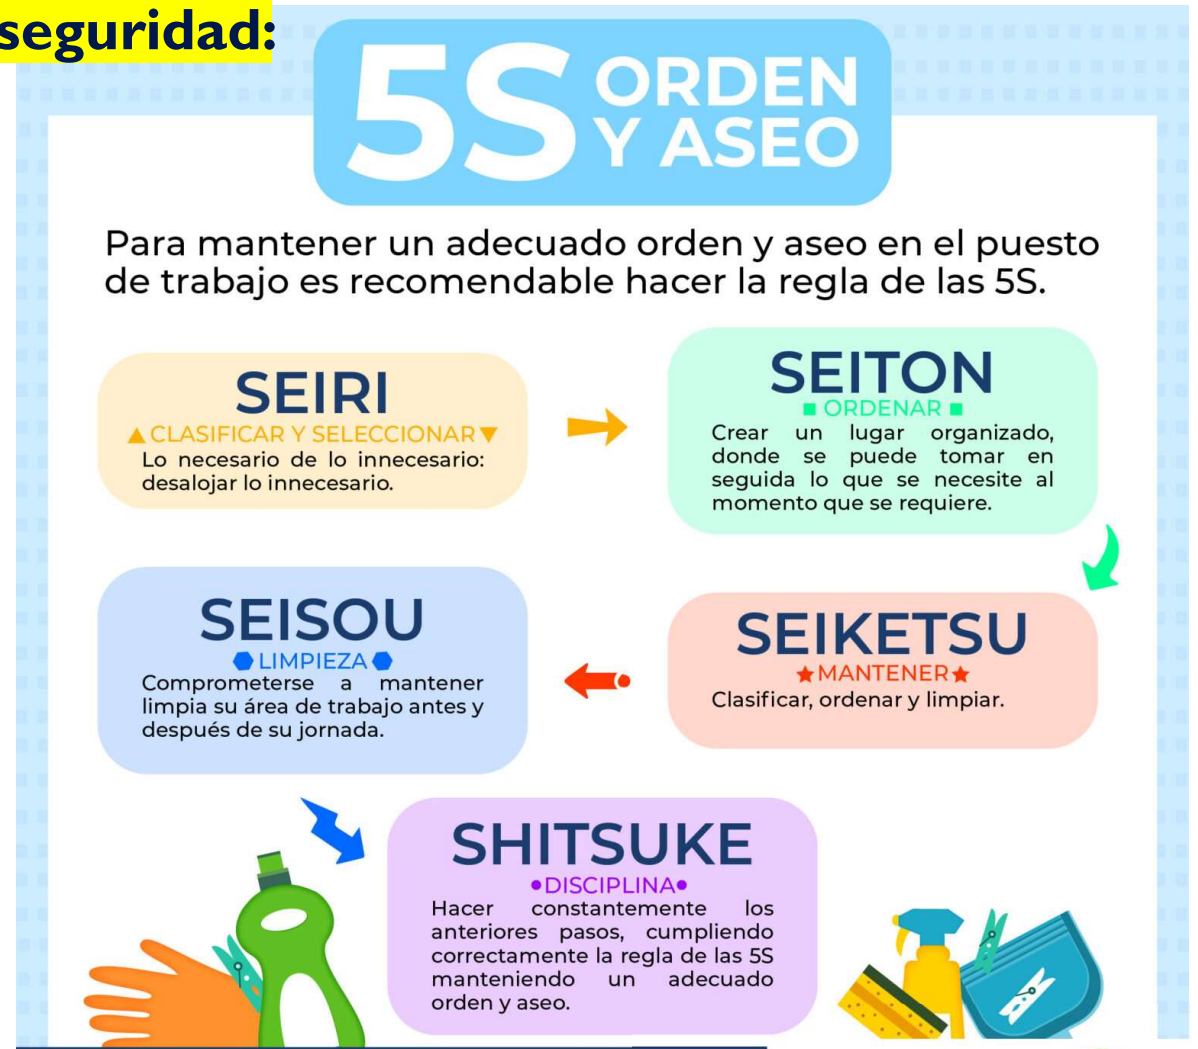 seguridad:
5S ORDEN
Y ASEO
Para mantener un adecuado orden y aseo en el puesto
de trabajo es recomendable hacer la regla de las 5S.
SEIRI
CLASIFICAR Y SELECCIONAR
Lo necesario de lo innecesario:
desalojar lo innecesario.
SEITON
ORDENAR
Crear un lugar organizado,
donde se puede tomar en
seguida lo que se necesite al
momento que se requiere.
SEIKETSU
MANTENER
Clasificar, ordenar y limpiar.
SEISOU
LIMPIEZA
Comprometerse a mantener
limpia su área de trabajo antes y
después de su jornada.
SHITSUKE
•DISCIPLINA•
Hacer constantemente los
anteriores pasos, cumpliendo
correctamente la regla de las 5S
manteniendo un adecuado
orden y aseo.